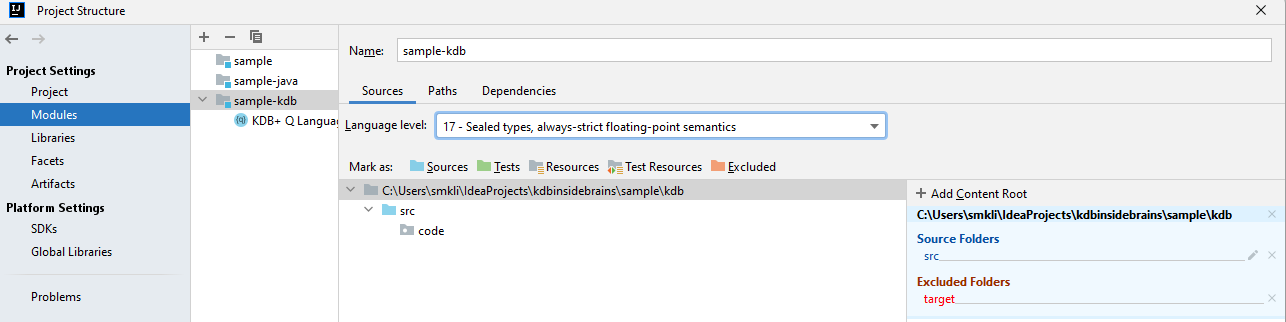 Project Structure
Project Settings
Project
Modules
Libraries
Facets
Artifacts
Platform Settings
SDKs
Global Libraries
Problems
sample
sample-java
sample-kdb
KDB+ Q Langua
Name: sample-kdb
Sources Paths Dependencies
Language level: 17 - Sealed types, always-strict floating-point semantics
Mark as: Sources Tests Resources Test Resources Excluded
C:\Users\smkli\IdeaProjects\kdbinsidebrains\sample\kdb
src
code
Add Content Root
C:\Users\smkli\IdeaProjects\kdbinsidebrains\sample\kdb
Source Folders
src
Excluded Folders
target